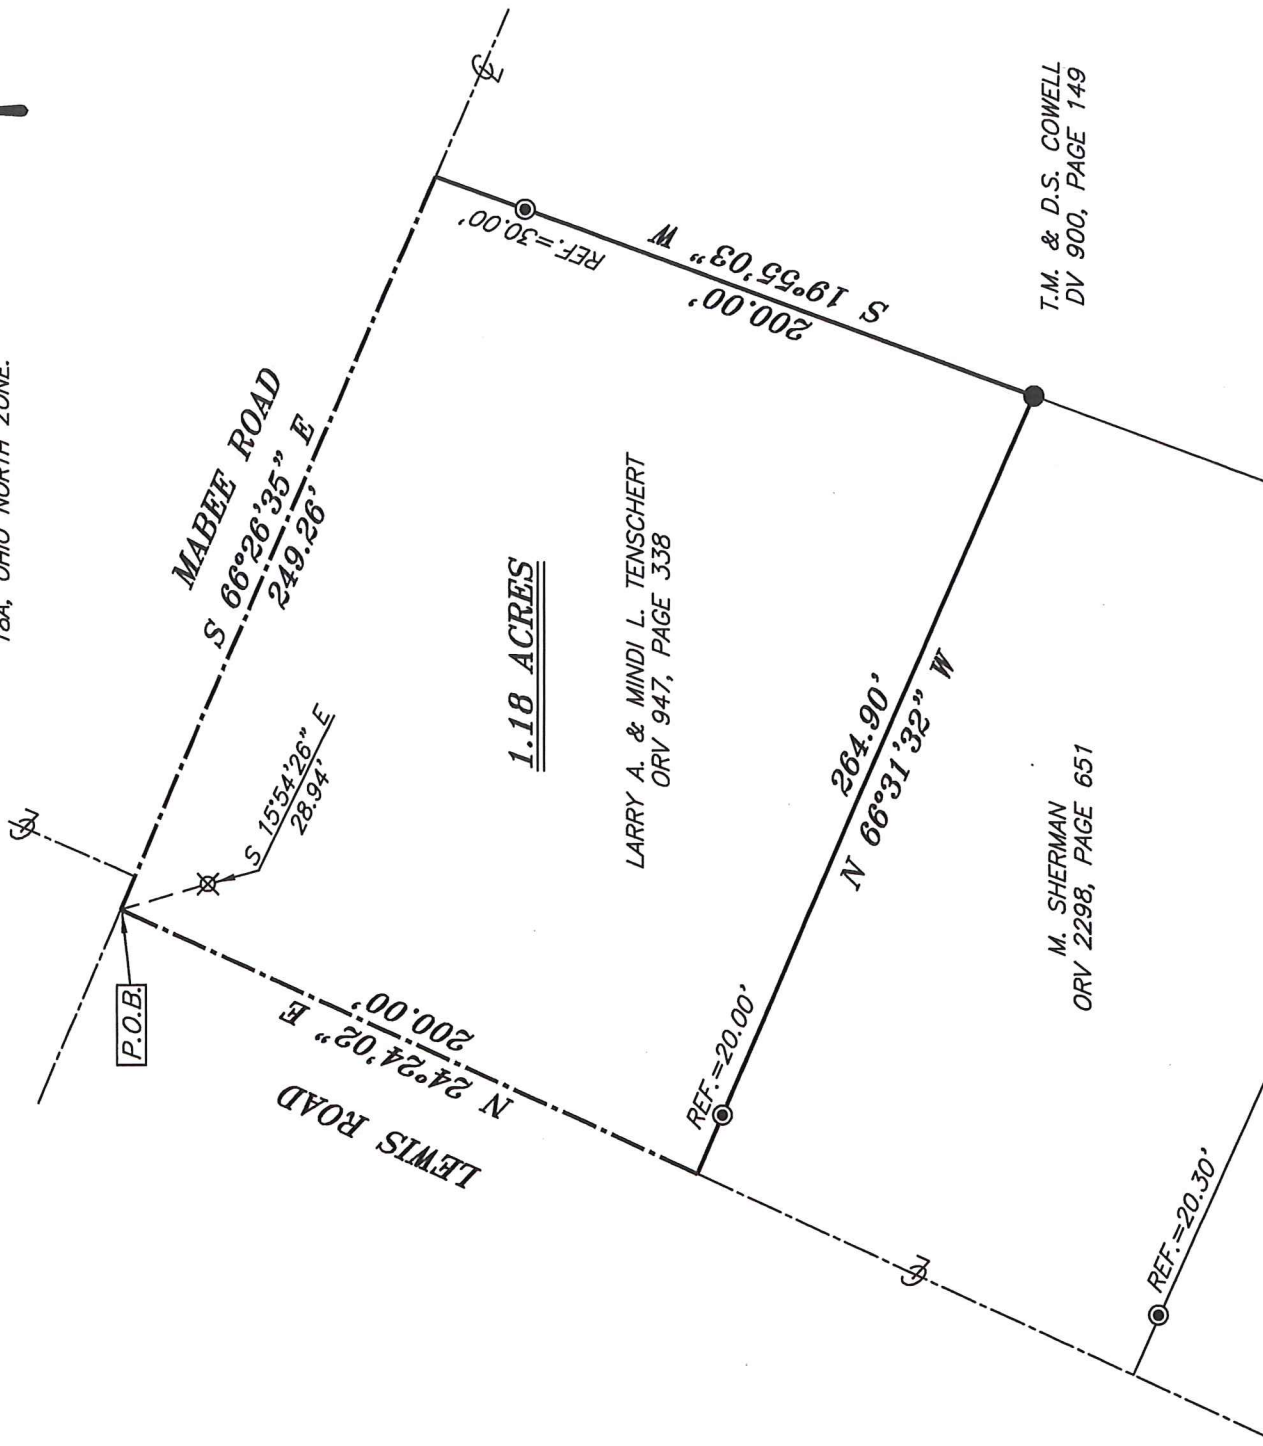 18A, OHIO NORTH ZONE.
MABEE ROAD
S 66°26'35" E
249.26'
P.O.B.
S 15°54'26" E
28.94'
REF.=30.00'
S 19°55'03" W
200.00'
T.M. & D.S. COWELL
DV 900, PAGE 149
1.18 ACRES
LARRY A. & MINDI L. TENSCHERT
ORV 947, PAGE 338
N 24°24'02" E
200.00'
LEWIS ROAD
264.90'
N 66°31'32" W
REF.=20.00'
M. SHERMAN
ORV 2298, PAGE 651
REF.=20.30'